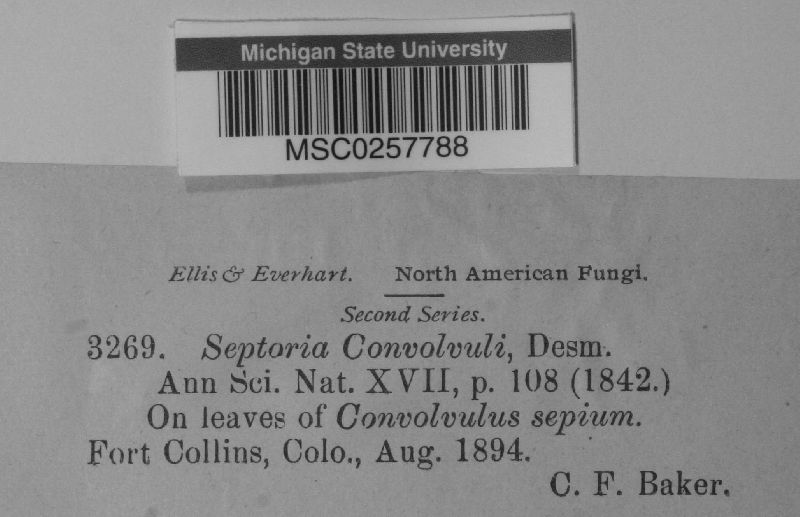 Michigan State University
MSC0257788
Ellis & Everhart. North American Fungi.
Second Series.
3269. Septoria Convolvuli, Desm.
Ann Sci. Nat. XVII, p. 108 (1842.)
On leaves of Convolvulus sepium.
Fort Collins, Colo., Aug. 1894.
C. F. Baker.